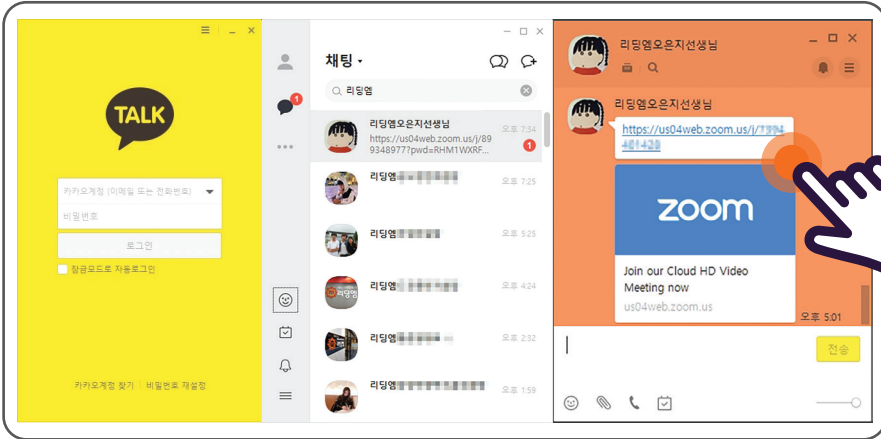 TALK
카카오계정 (이메일 또는 전화번호)
비밀번호
로그인
잠금모드로 자동로그인
카카오계정 찾기 | 비밀번호 재설정
1
채팅
리딩엠
리딩엠오은지선생님
오후 7:34
https://us04web.zoom.us/j/89
9348977?pwd=RHM1WXRF...
1
리딩엠
오후 7:25
리딩엠
오후 5:25
리딩엠
오후 4:24
리딩엠
오후 2:32
리딩엠
오후 1:59
리딩엠오은지선생님
리딩엠오은지선생님
https://us04web.zoom.us/j/
zoom
Join our Cloud HD Video
Meeting now
us04web.zoom.us
오후 5:01
전송